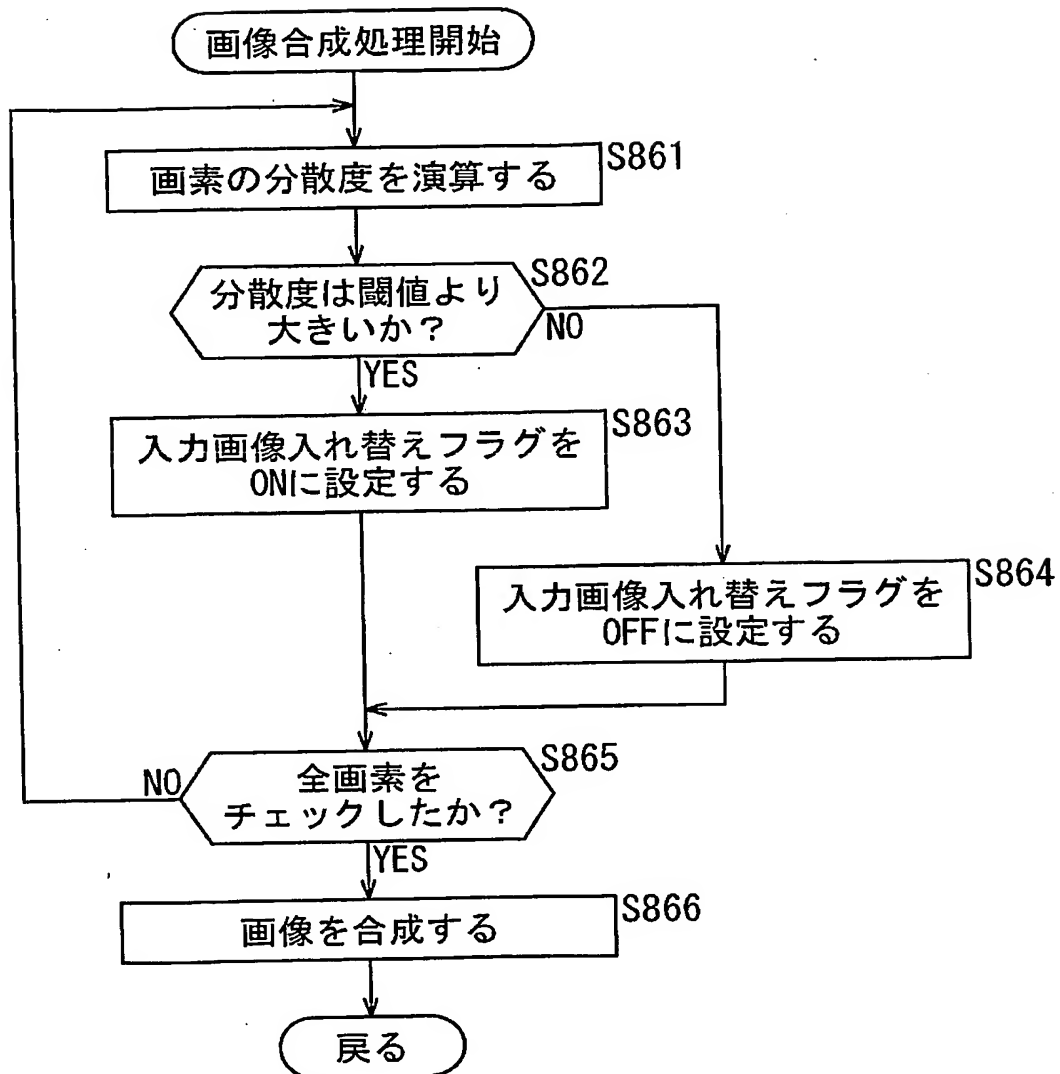 画像合成処理開始
画素の分散度を演算する
S861
分散度は閾値より
大きいか？
S862
NO
YES
入力画像入れ替えフラグを
ONに設定する
S863
入力画像入れ替えフラグを
OFFに設定する
S864
全画素を
チェックしたか？
S865
NO
YES
画像を合成する
S866
戻る